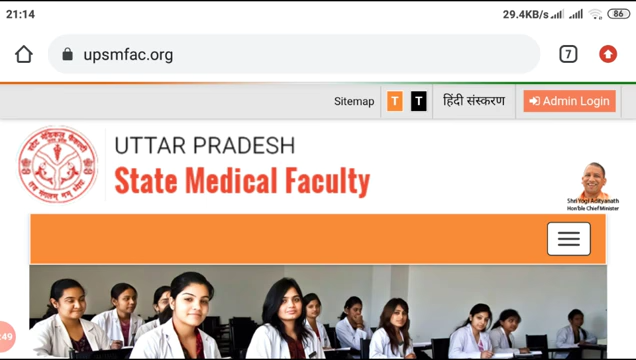 21:14
29.4KB/s
86
upsmfac.org
7
Sitemap
T
T
हिंदी संस्करण
Admin Login
UTTAR PRADESH
State Medical Faculty
Shri Yogi Adityanath
Hon'ble Chief Minister
:49